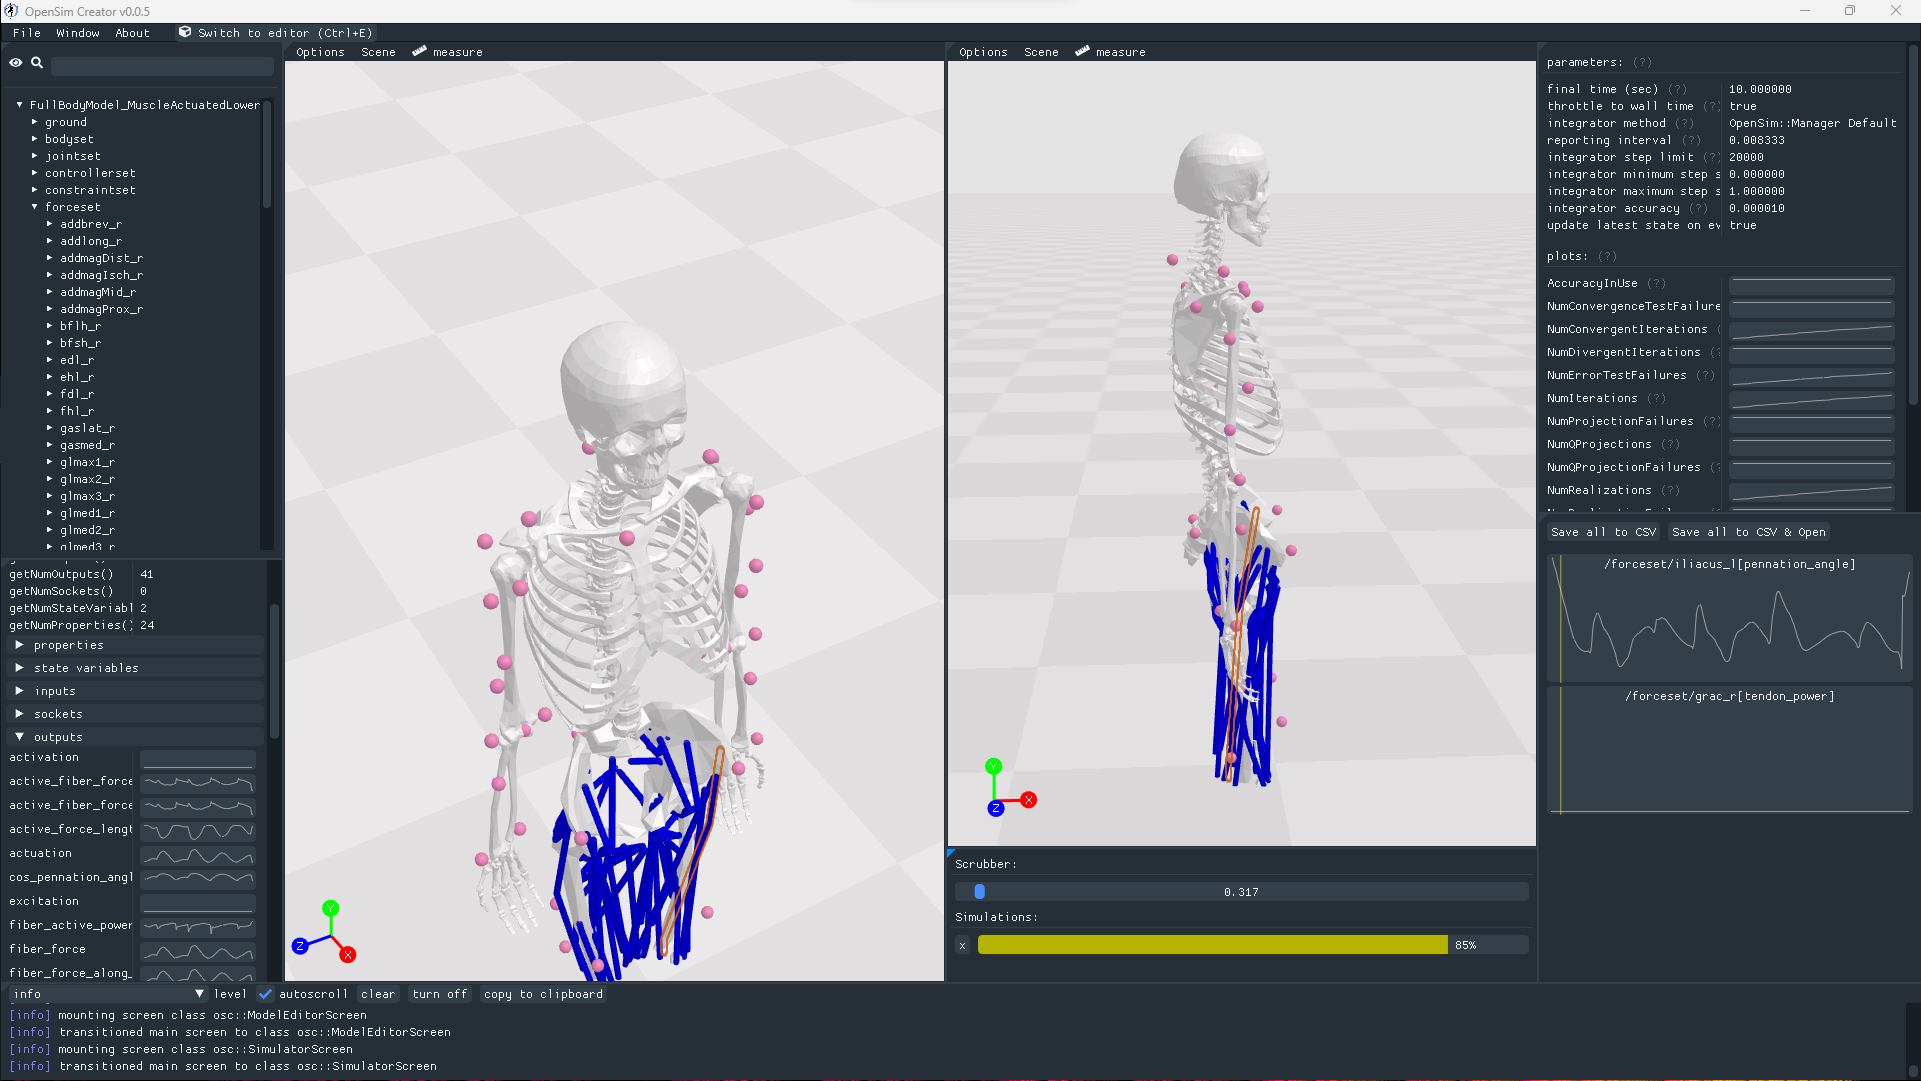 OpenSim Creator v0.0.5
File Window About Switch to editor (Ctrl+E)
FullBodyModel_MuscleActuatedLower
ground
bodyset
jointset
controllerset
constraintset
forceset
addbrev_r
addlong_r
addmagDist_r
addmagIsch_r
addmagMid_r
addmagProx_r
bflh_r
bfsh_r
edl_r
ehl_r
fdl_r
fhl_r
gaslat_r
gasmed_r
glmax1_r
glmax2_r
glmax3_r
glmed1_r
glmed2_r
glmed3_r
getNumOutputs() 41
getNumSockets() 0
getNumStateVariabl 2
getNumProperties() 24
properties
state variables
inputs
sockets
outputs
activation
active_fiber_force
active_fiber_force
active_force_lengt
actuation
cos_pennation_angl
excitation
fiber_active_power
fiber_force
fiber_force_along_
Options Scene measure
Y
Z
X
Options Scene measure
Y
Z
X
Scrubber:
0.317
Simulations:
x 85%
parameters: (?)
final time (sec) (?) 10.000000
throttle to wall time (?) true
integrator method (?) OpenSim::Manager Default
reporting interval (?) 0.008333
integrator step limit (?) 20000
integrator minimum step s 0.000000
integrator maximum step s 1.000000
integrator accuracy (?) 0.000010
update latest state on ev true
plots: (?)
AccuracyInUse (?)
NumConvergenceTestFailure
NumConvergentIterations (
NumDivergentIterations (?
NumErrorTestFailures (?)
NumIterations (?)
NumProjectionFailures (?)
NumQProjections (?)
NumQProjectionFailures (?
NumRealizations (?)
Save all to CSV Save all to CSV & Open
/forceset/iliacus_l[pennation_angle]
/forceset/grac_r[tendon_power]
info level autoscroll clear turn off copy to clipboard
[info] mounting screen class osc::ModelEditorScreen
[info] transitioned main screen to class osc::ModelEditorScreen
[info] mounting screen class osc::SimulatorScreen
[info] transitioned main screen to class osc::SimulatorScreen